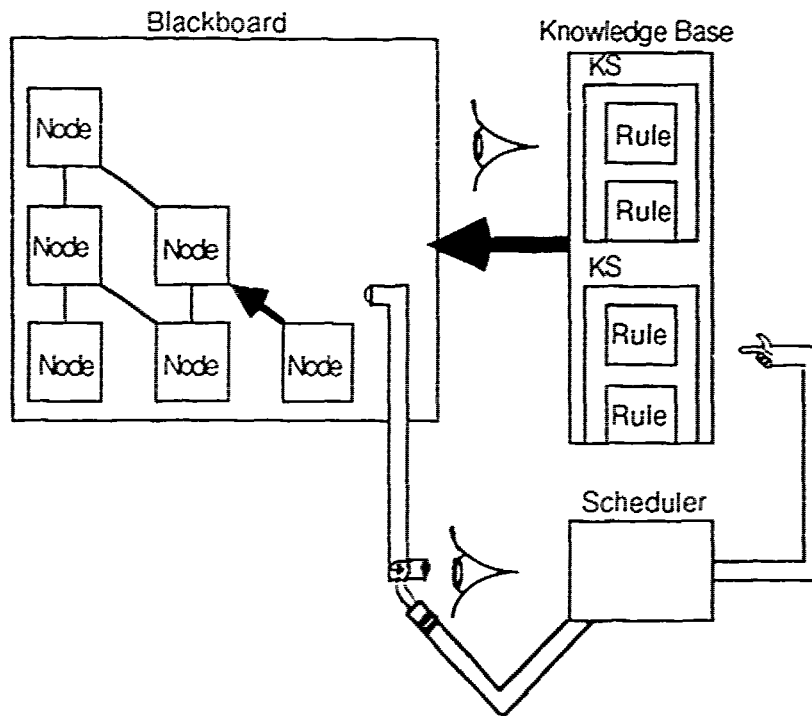 Blackboard
Knowledge Base
KS
Node
Rule
Rule
Node
Node
KS
Node
Node
Node
Rule
Rule
Scheduler